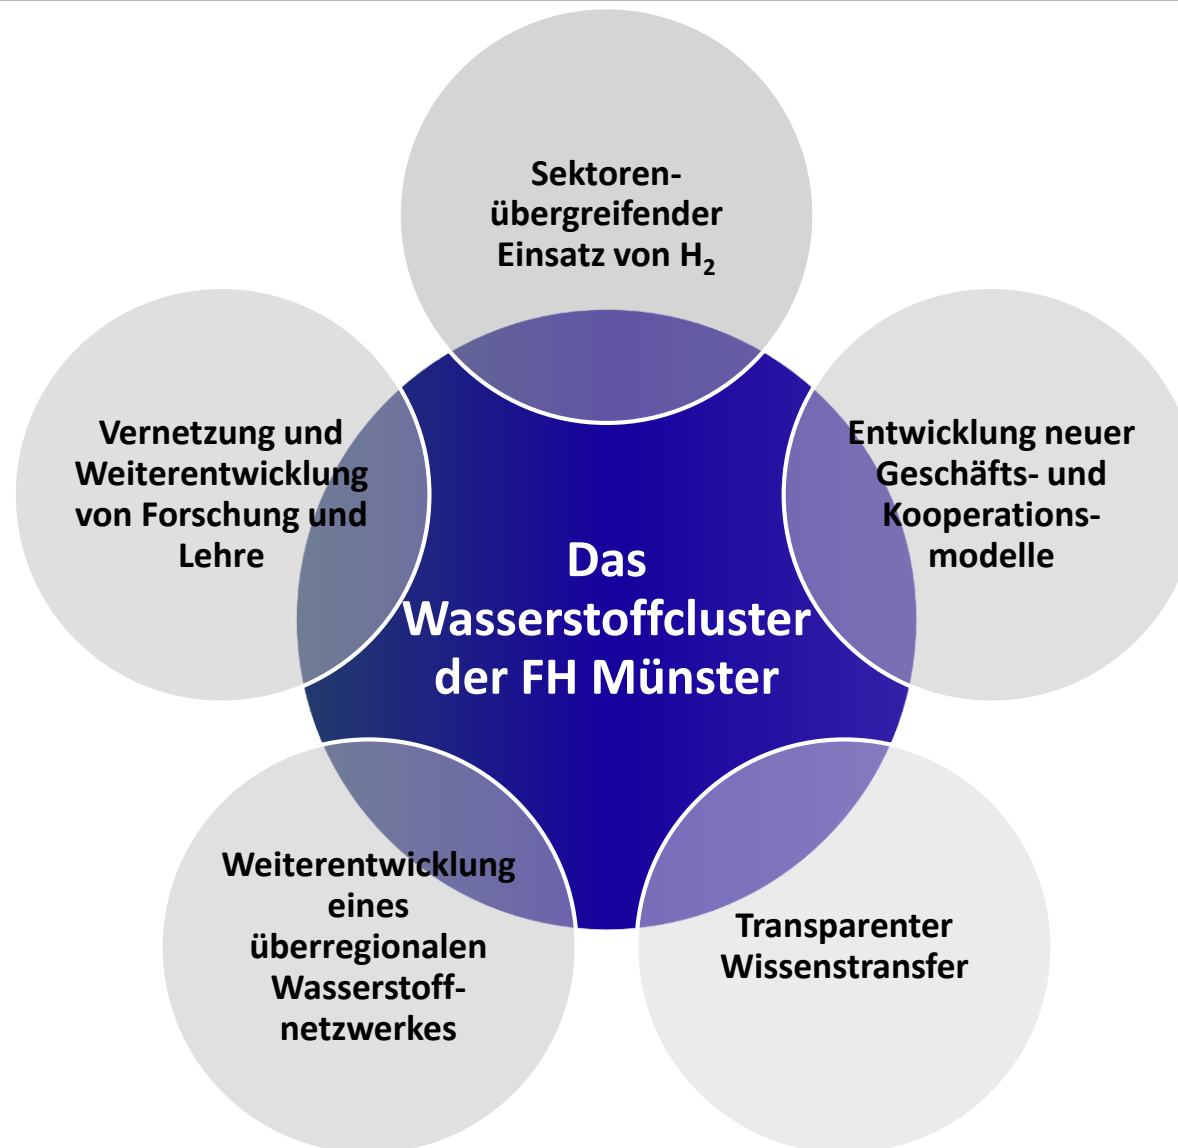 Sektoren-
übergreifender
Einsatz von H₂
Vernetzung und
Weiterentwicklung
von Forschung und
Lehre
Entwicklung neuer
Geschäfts- und
Kooperations-
modelle
Das
Wasserstoffcluster
der FH Münster
Weiterentwicklung
eines
überregionalen
Wasserstoff-
netzwerkes
Transparenter
Wissenstransfer